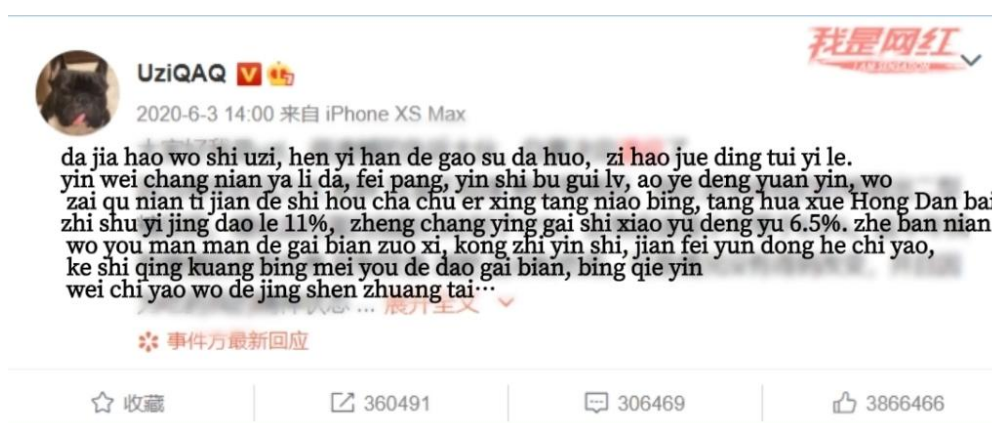 我是网红
I AM SENSATION
UziQAQ
2020-6-3 14:00 来自 iPhone XS Max
da jia hao wo shi uzi, hen yi han de gao su da huo, zi hao jue ding tui yi le.
yin wei chang nian ya li da, fei pang, yin shi bu gui lv, ao ye deng yuan yin, wo
zai qu nian ti jian de shi hou cha chu er xing tang niao bing, tang hua xue Hong Dan bai
zhi shu yi jing dao le 11%, zheng chang ying gai shi xiao yu deng yu 6.5%. zhe ban nian
wo you man man de gai bian zuo xi, kong zhi yin shi, jian fei yun dong he chi yao,
ke shi qing kuang bing mei you de dao gai bian, bing qie yin
wei chi yao wo de jing shen zhuang tai…
... 展开全文
事件方最新回应
收藏 360491 306469 3866466